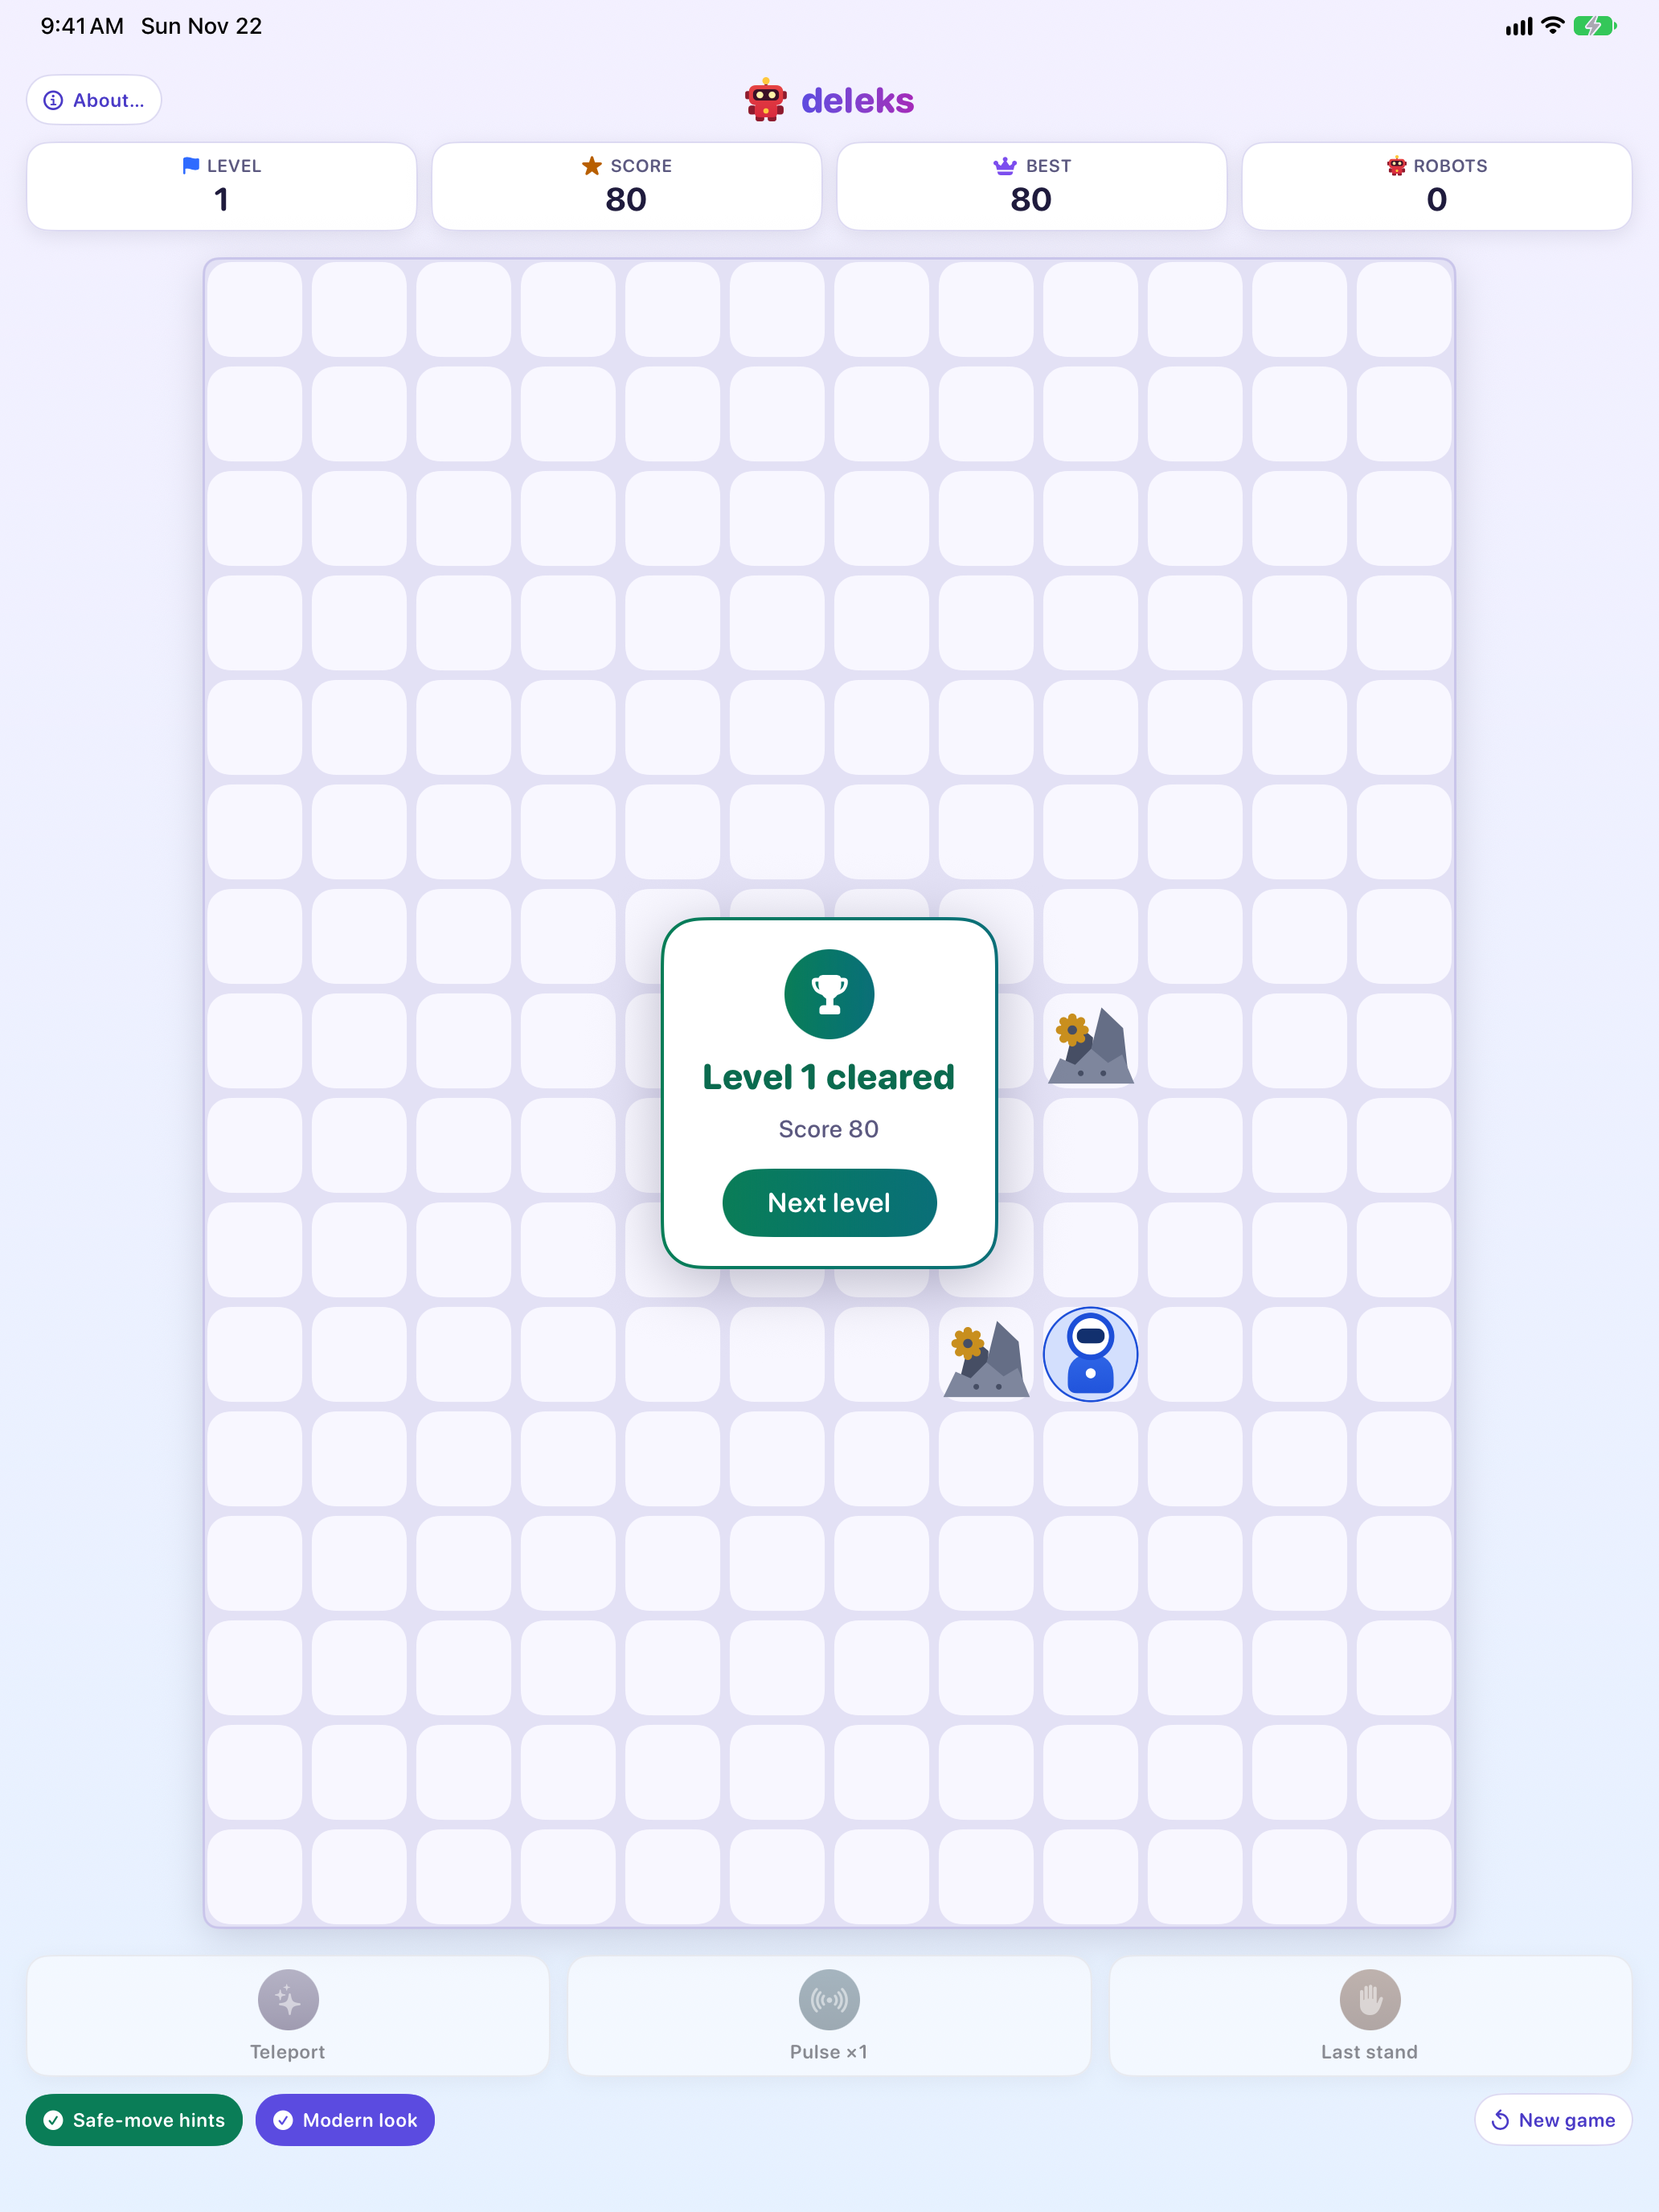 9:41 AM Sun Nov 22
About...
deleks
LEVEL
1
SCORE
80
BEST
80
ROBOTS
0
Level 1 cleared
Score 80
Next level
Teleport
Pulse ×1
Last stand
Safe-move hints
Modern look
New game